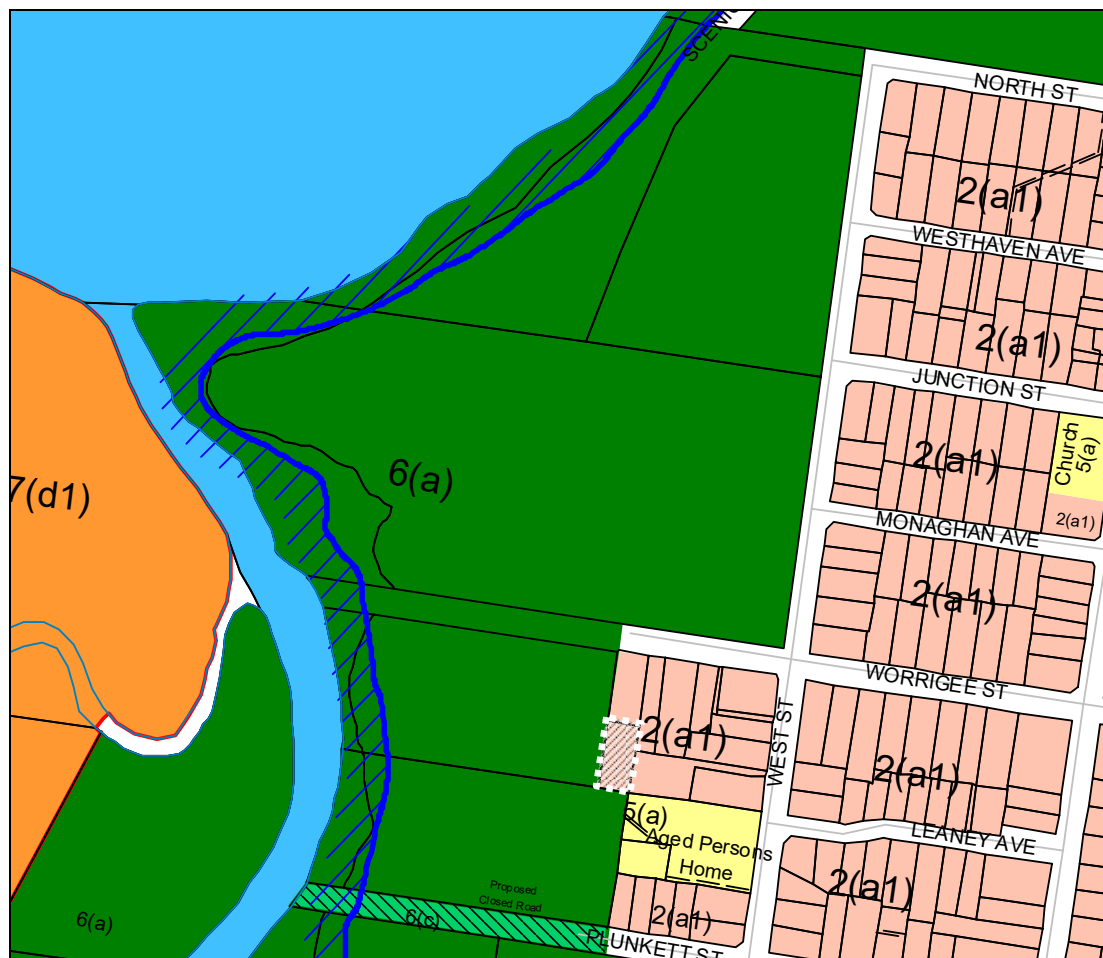 SCENIC
NORTH ST
2(a1)
WESTHAVEN AVE
2(a1)
JUNCTION ST
2(a1)
Church
5(a)
2(a1)
6(a)
7(d1)
MONAGHAN AVE
2(a1)
WORRIGEE ST
2(a1)
WEST ST
2(a1)
5(a)
Aged Persons
Home
LEANEY AVE
2(a1)
2(a1)
Proposed
Closed Road
6(c)
6(a)
PLUNKETT ST